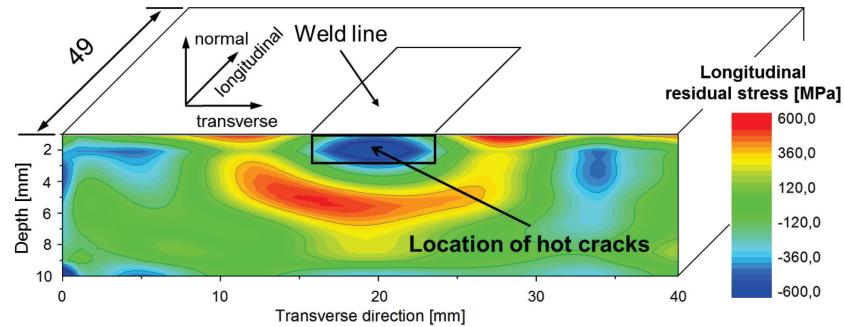 49
normal
longitudinal
transverse
Weld line
Longitudinal
residual stress [MPa]
600,0
360,0
120,0
-120,0
-360,0
-600,0
Depth [mm]
2
4
6
8
10
Location of hot cracks
0
10
20
30
40
Transverse direction [mm]